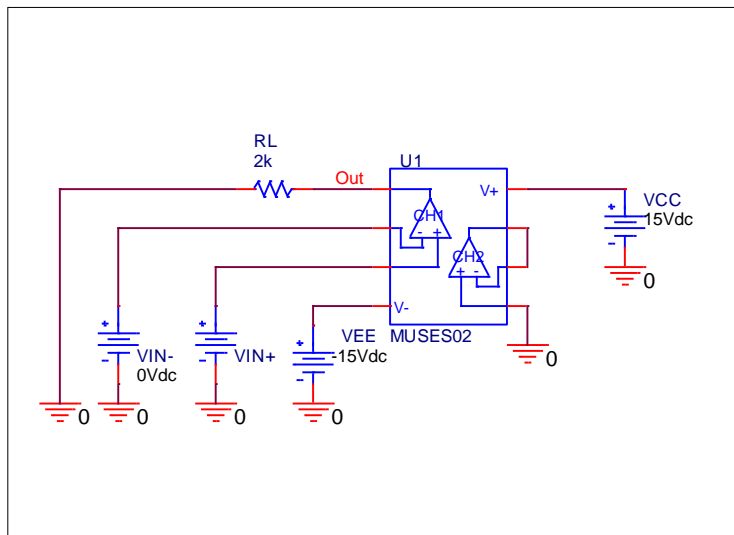 RL
2k
U1
Out
V+
CH1
- +
VCC
15Vdc
CH2
+ -
0
V-
MUSES02
VEE
-15Vdc
VIN-
0Vdc
VIN+
0
0
0
0
0